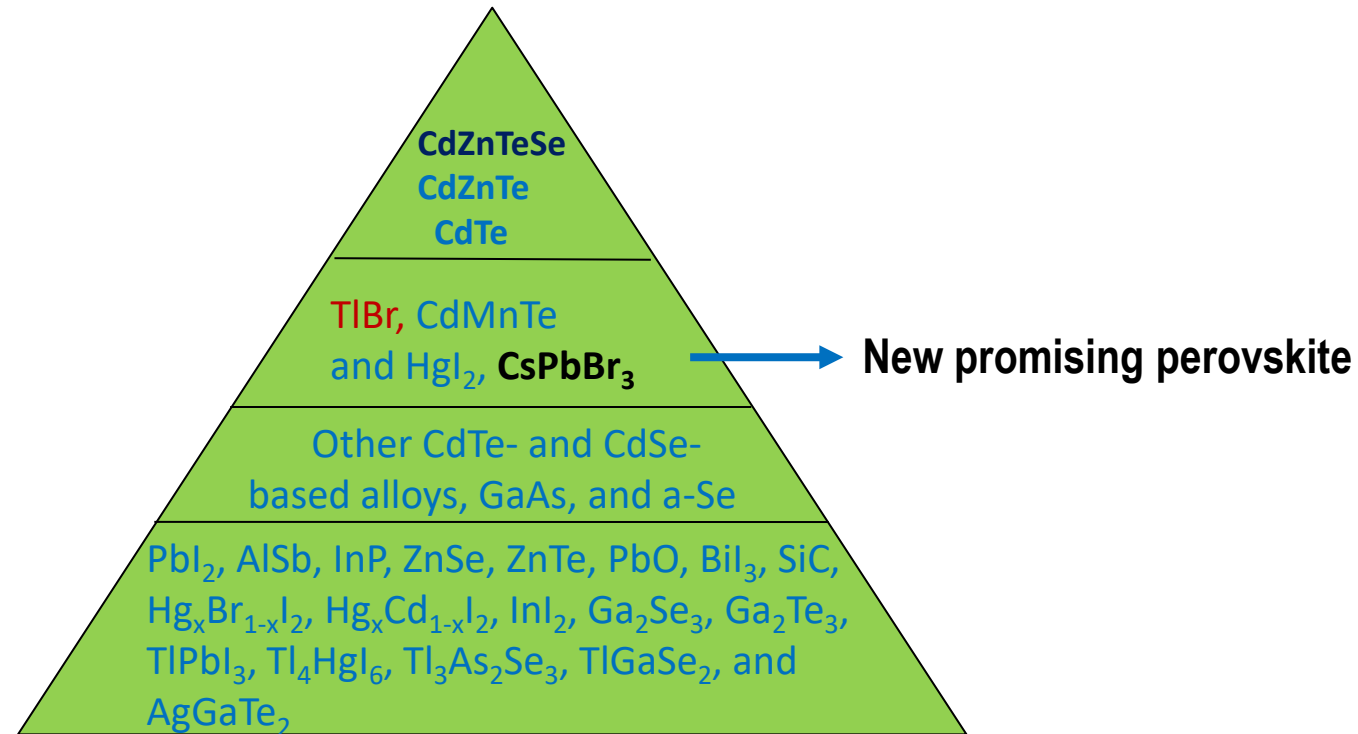 CdZnTeSe
CdZnTe
CdTe
TlBr, CdMnTe
and HgI₂, CsPbBr₃
New promising perovskite
Other CdTe- and CdSe-
based alloys, GaAs, and a-Se
PbI₂, AlSb, InP, ZnSe, ZnTe, PbO, BiI₃, SiC,
HgₓBr₁₋ₓI₂, HgₓCd₁₋ₓI₂, InI₂, Ga₂Se₃, Ga₂Te₃,
TlPbI₃, Tl₄HgI₆, Tl₃As₂Se₃, TlGaSe₂, and
AgGaTe₂